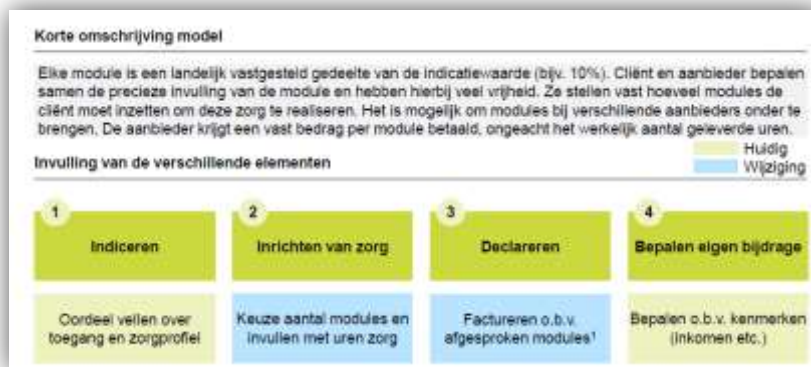 Korte omschrijving model
Elke module is een landelijk vastgesteld gedeelte van de indicatiewaarde (bijv. 10%). Cliënt en aanbieder bepalen
samen de precieze invulling van de module en hebben hierbij veel vrijheid. Ze stellen vast hoeveel modules de
cliënt moet inzetten om deze zorg te realiseren. Het is mogelijk om modules bij verschillende aanbieders onder te
brengen. De aanbieder krijgt een vast bedrag per module betaald, ongeacht het werkelijk aantal geleverde uren.
Huidig
Wijziging
Invulling van de verschillende elementen
1
Indiceren
Oordeel vellen over
toegang en zorgprofiel
2
Inrichten van zorg
Keuze aantal modules en
invullen met uren zorg
3
Declareren
Factureren o.b.v.
afgesproken modules¹
4
Bepalen eigen bijdrage
Bepalen o.b.v. kenmerken
(inkomen etc.)